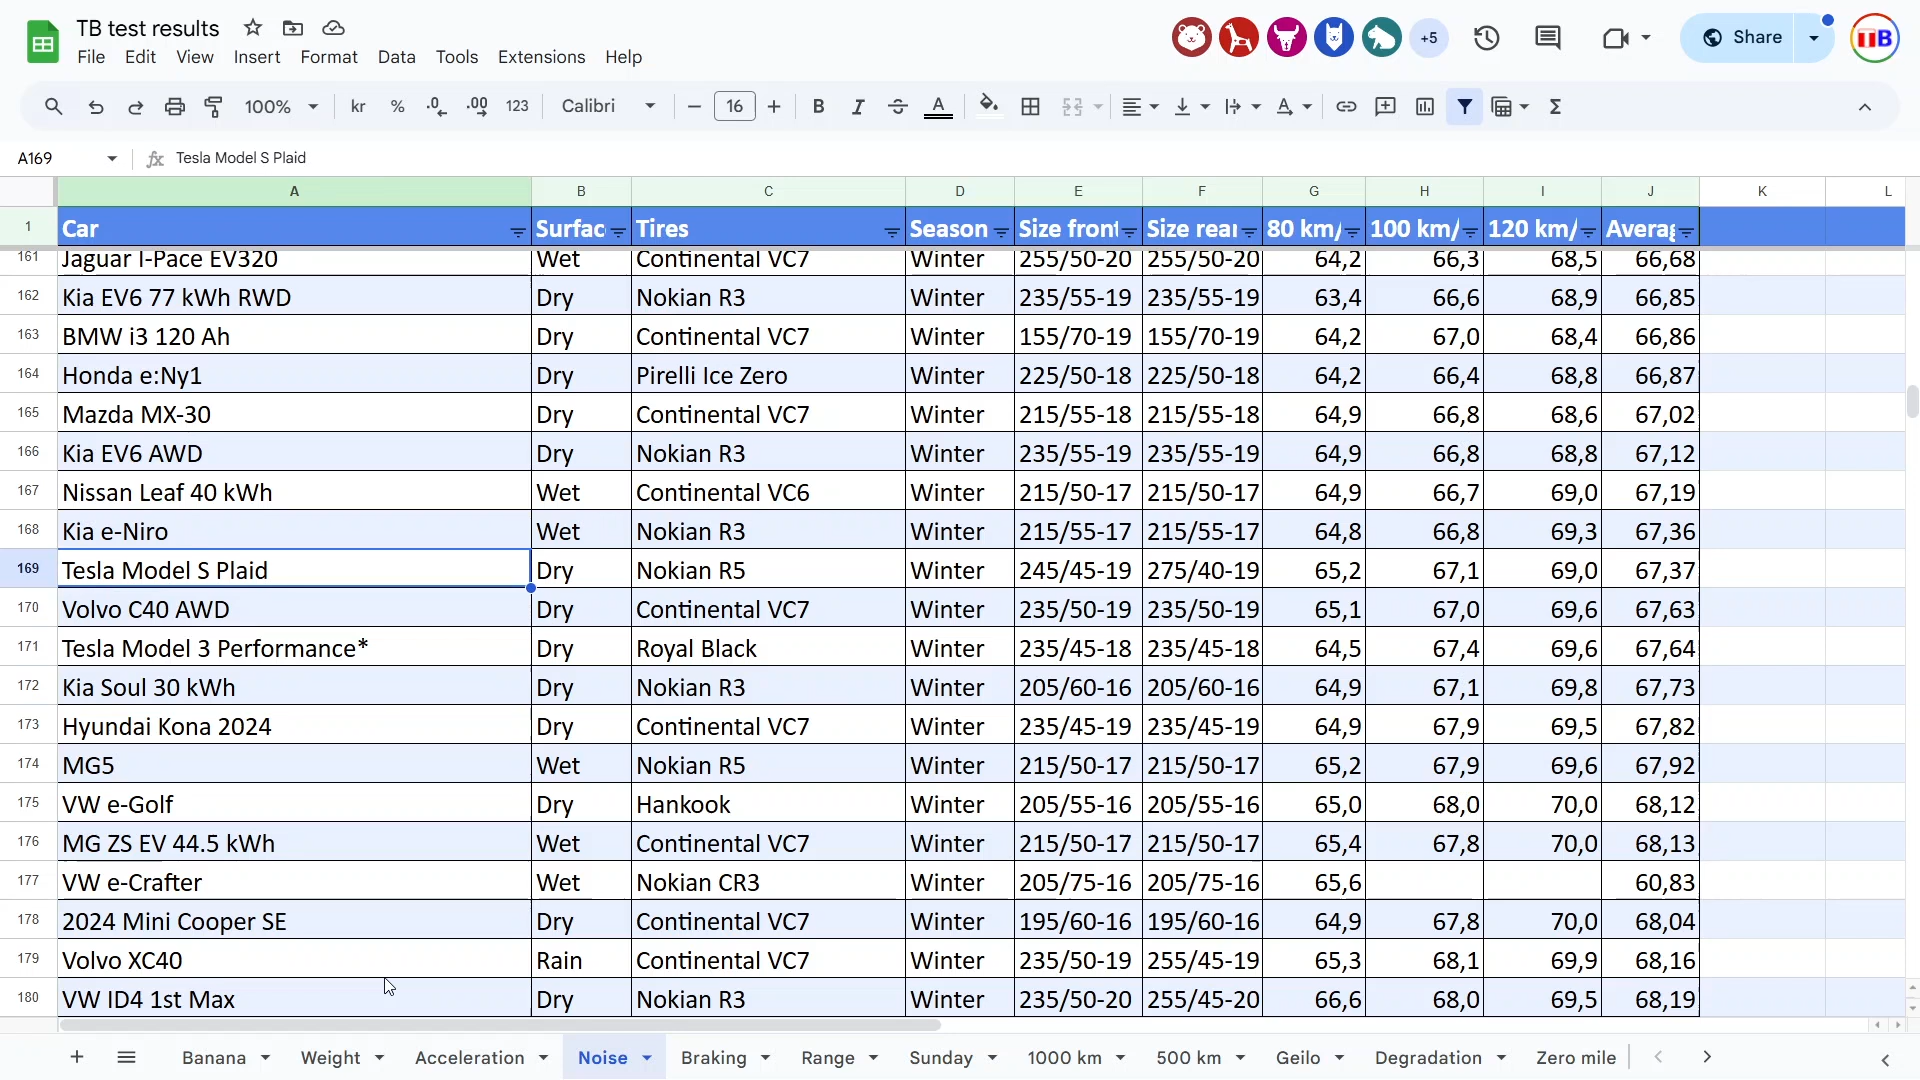 TB test results
+5
Share
File Edit View Insert Format Data Tools Extensions Help
100% kr % .0 .00 123 Calibri 16 B I S A
A169 fx Tesla Model S Plaid
A B C D E F G H I J K L
1 Car Surfac Tires Season Size front Size rear 80 km/ 100 km/ 120 km/ Averag
161 Jaguar I-Pace EV320 Wet Continental VC7 Winter 255/50-20 255/50-20 64,2 66,3 68,5 66,68
162 Kia EV6 77 kWh RWD Dry Nokian R3 Winter 235/55-19 235/55-19 63,4 66,6 68,9 66,85
163 BMW i3 120 Ah Dry Continental VC7 Winter 155/70-19 155/70-19 64,2 67,0 68,4 66,86
164 Honda e:Ny1 Dry Pirelli Ice Zero Winter 225/50-18 225/50-18 64,2 66,4 68,8 66,87
165 Mazda MX-30 Dry Continental VC7 Winter 215/55-18 215/55-18 64,9 66,8 68,6 67,02
166 Kia EV6 AWD Dry Nokian R3 Winter 235/55-19 235/55-19 64,9 66,8 68,8 67,12
167 Nissan Leaf 40 kWh Wet Continental VC6 Winter 215/50-17 215/50-17 64,9 66,7 69,0 67,19
168 Kia e-Niro Wet Nokian R3 Winter 215/55-17 215/55-17 64,8 66,8 69,3 67,36
169 Tesla Model S Plaid Dry Nokian R5 Winter 245/45-19 275/40-19 65,2 67,1 69,0 67,37
170 Volvo C40 AWD Dry Continental VC7 Winter 235/50-19 235/50-19 65,1 67,0 69,6 67,63
171 Tesla Model 3 Performance* Dry Royal Black Winter 235/45-18 235/45-18 64,5 67,4 69,6 67,64
172 Kia Soul 30 kWh Dry Nokian R3 Winter 205/60-16 205/60-16 64,9 67,1 69,8 67,73
173 Hyundai Kona 2024 Dry Continental VC7 Winter 235/45-19 235/45-19 64,9 67,9 69,5 67,82
174 MG5 Wet Nokian R5 Winter 215/50-17 215/50-17 65,2 67,9 69,6 67,92
175 VW e-Golf Dry Hankook Winter 205/55-16 205/55-16 65,0 68,0 70,0 68,12
176 MG ZS EV 44.5 kWh Wet Continental VC7 Winter 215/50-17 215/50-17 65,4 67,8 70,0 68,13
177 VW e-Crafter Wet Nokian CR3 Winter 205/75-16 205/75-16 65,6 60,83
178 2024 Mini Cooper SE Dry Continental VC7 Winter 195/60-16 195/60-16 64,9 67,8 70,0 68,04
179 Volvo XC40 Rain Continental VC7 Winter 235/50-19 255/45-19 65,3 68,1 69,9 68,16
180 VW ID4 1st Max Dry Nokian R3 Winter 235/50-20 255/45-20 66,6 68,0 69,5 68,19
Banana Weight Acceleration Noise Braking Range Sunday 1000 km 500 km Geilo Degradation Zero mile